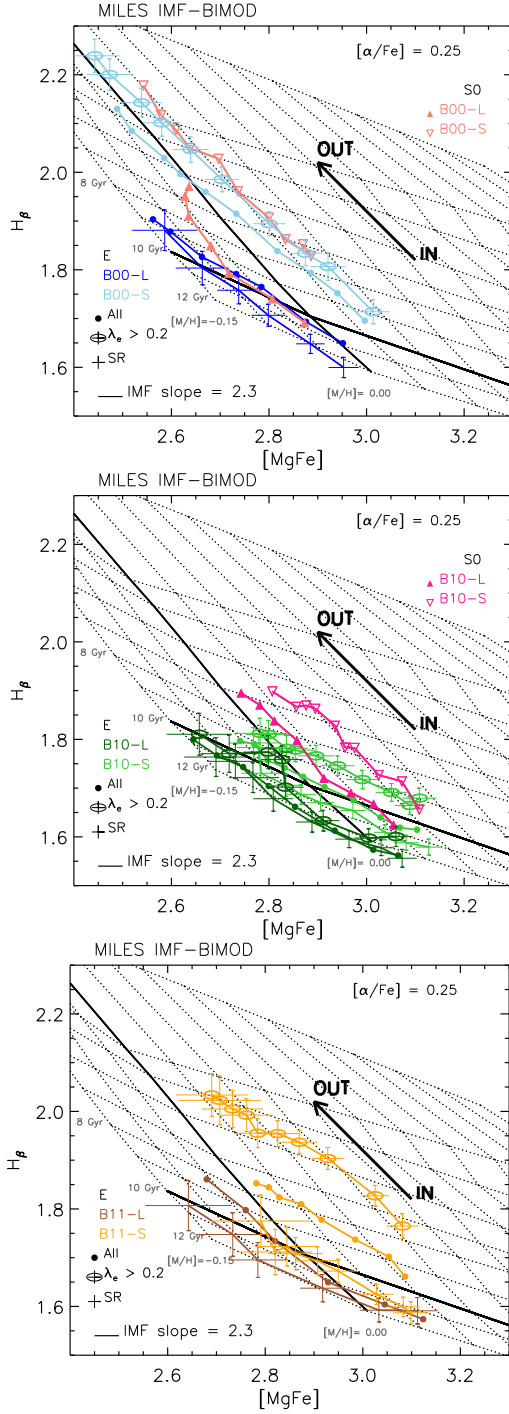 MILES IMF-BIMOD
[α/Fe] = 0.25
S0
B00-L
B00-S
OUT
IN
8 Gyr
10 Gyr
12 Gyr
[M/H]=-0.15
[M/H]= 0.00
E
B00-L
B00-S
All
λe > 0.2
SR
IMF slope = 2.3
Hβ
2.2
2.0
1.8
1.6
2.6 2.8 3.0 3.2
[MgFe]
MILES IMF-BIMOD
[α/Fe] = 0.25
S0
B10-L
B10-S
OUT
IN
8 Gyr
10 Gyr
12 Gyr
[M/H]=-0.15
[M/H]= 0.00
E
B10-L
B10-S
All
λe > 0.2
SR
IMF slope = 2.3
Hβ
2.2
2.0
1.8
1.6
2.6 2.8 3.0 3.2
[MgFe]
MILES IMF-BIMOD
[α/Fe] = 0.25
OUT
IN
8 Gyr
10 Gyr
12 Gyr
[M/H]=-0.15
[M/H]= 0.00
E
B11-L
B11-S
All
λe > 0.2
SR
IMF slope = 2.3
Hβ
2.2
2.0
1.8
1.6
2.6 2.8 3.0 3.2
[MgFe]